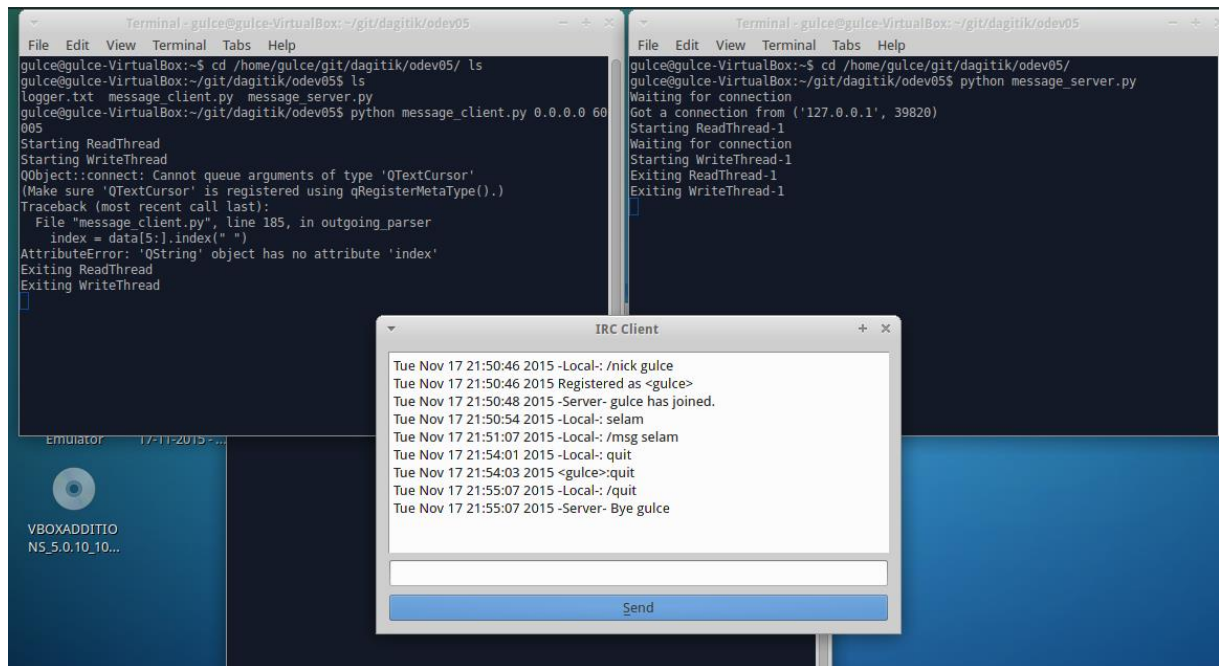 Terminal - gulce@gulce-VirtualBox: ~/git/dagitik/odev05
File Edit View Terminal Tabs Help
gulce@gulce-VirtualBox:~$ cd /home/gulce/git/dagitik/odev05/ ls
gulce@gulce-VirtualBox:~/git/dagitik/odev05$ ls
logger.txt message_client.py message_server.py
gulce@gulce-VirtualBox:~/git/dagitik/odev05$ python message_client.py 0.0.0.0 60
005
Starting ReadThread
Starting WriteThread
QObject::connect: Cannot queue arguments of type 'QTextCursor'
(Make sure 'QTextCursor' is registered using qRegisterMetaType().)
Traceback (most recent call last):
File "message_client.py", line 185, in outgoing_parser
index = data[5:].index(" ")
AttributeError: 'QString' object has no attribute 'index'
Exiting ReadThread
Exiting WriteThread
Terminal - gulce@gulce-VirtualBox: ~/git/dagitik/odev05
File Edit View Terminal Tabs Help
gulce@gulce-VirtualBox:~$ cd /home/gulce/git/dagitik/odev05/
gulce@gulce-VirtualBox:~/git/dagitik/odev05$ python message_server.py
Waiting for connection
Got a connection from ('127.0.0.1', 39820)
Starting ReadThread-1
Waiting for connection
Starting WriteThread-1
Exiting ReadThread-1
Exiting WriteThread-1
IRC Client
Tue Nov 17 21:50:46 2015 -Local-: /nick gulce
Tue Nov 17 21:50:46 2015 Registered as <gulce>
Tue Nov 17 21:50:48 2015 -Server- gulce has joined.
Tue Nov 17 21:50:54 2015 -Local-: selam
Tue Nov 17 21:51:07 2015 -Local-: /msg selam
Tue Nov 17 21:54:01 2015 -Local-: quit
Tue Nov 17 21:54:03 2015 <gulce>:quit
Tue Nov 17 21:55:07 2015 -Local-: /quit
Tue Nov 17 21:55:07 2015 -Server- Bye gulce
Send
Emulator 17-11-2015 - ...
VBOXADDITIO
NS_5.0.10_10...